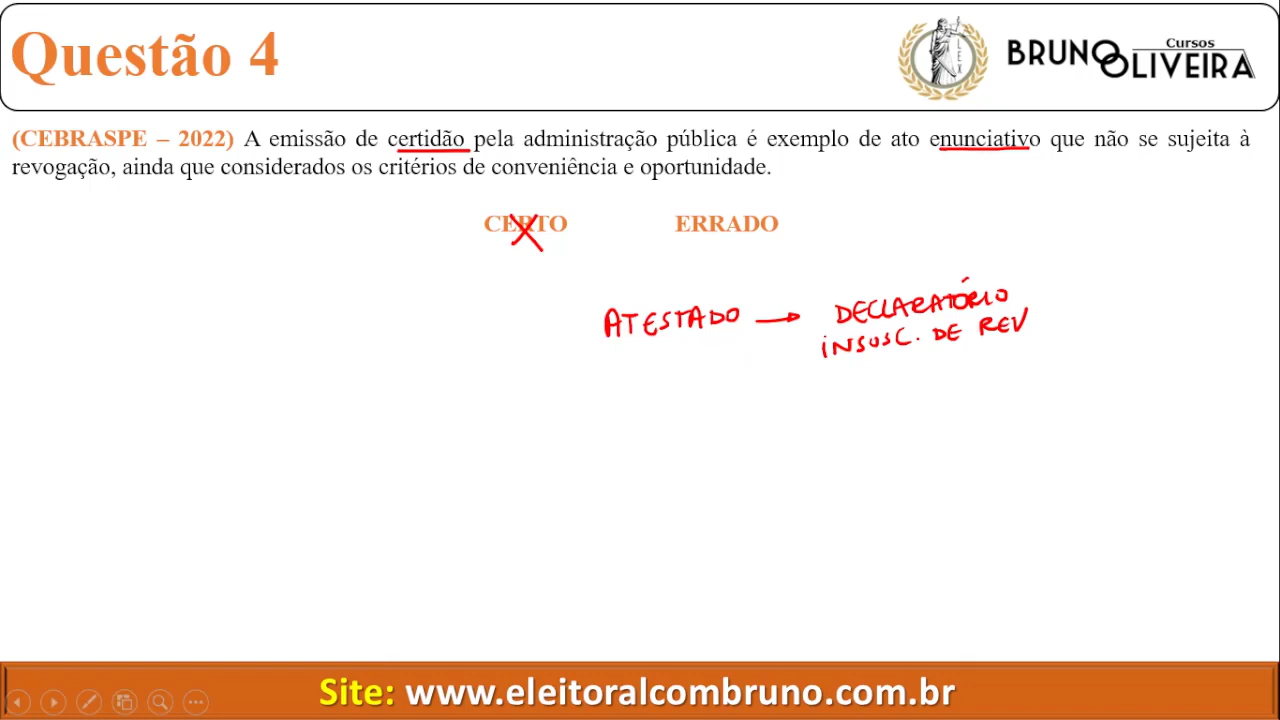 Questão 4
LEX
Cursos
BRUNO OLIVEIRA
(CEBRASPE – 2022) A emissão de certidão pela administração pública é exemplo de ato enunciativo que não se sujeita à
revogação, ainda que considerados os critérios de conveniência e oportunidade.
CERTO ERRADO
ATESTADO → DECLARATÓRIO
INSUSC. DE REV
Site: www.eleitoralcombruno.com.br